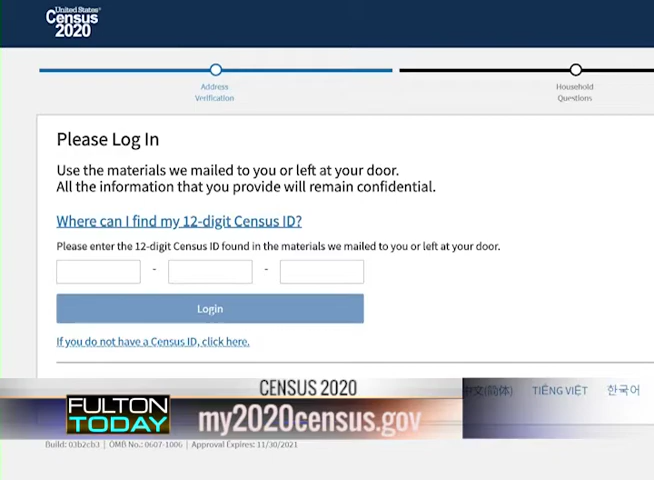 United States®
Census
2020
Address
Verification
Household
Questions
Please Log In
Use the materials we mailed to you or left at your door.
All the information that you provide will remain confidential.
Where can I find my 12-digit Census ID?
Please enter the 12-digit Census ID found in the materials we mailed to you or left at your door.
- -
Login
If you do not have a Census ID, click here.
中文(简体) TIẾNG VIỆT 한국어
CENSUS 2020
FULTON
TODAY
my2020census.gov
OMB No.: 0607-1006 | Approval Expires: 11/30/2021